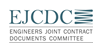 EJCDC
ENGINEERS JOINT CONTRACT
DOCUMENTS COMMITTEE